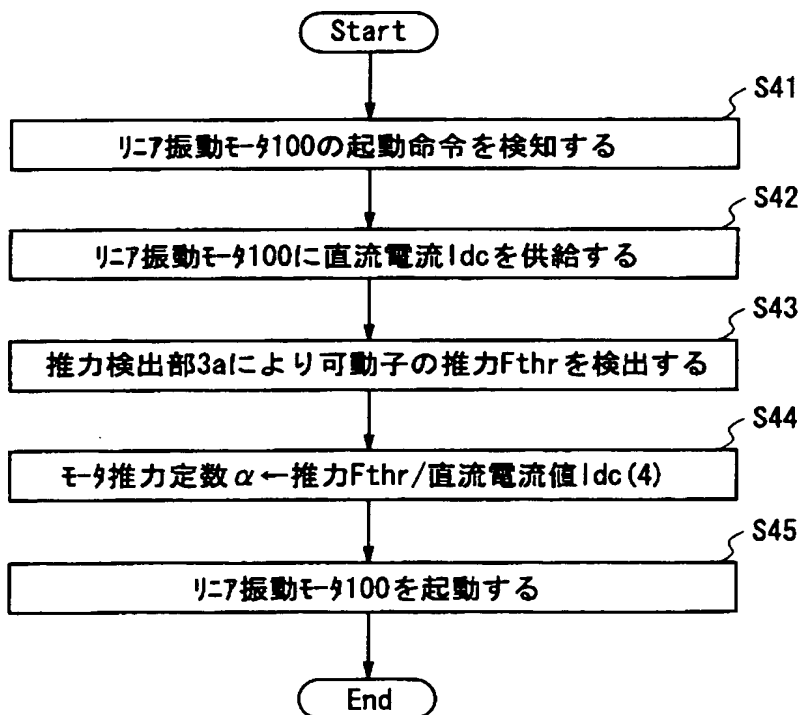 Start
S41
リニア振動モータ100の起動命令を検知する
S42
リニア振動モータ100に直流電流Idcを供給する
S43
推力検出部3aにより可動子の推力Fthrを検出する
S44
モータ推力定数α←推力Fthr/直流電流値Idc(4)
S45
リニア振動モータ100を起動する
End